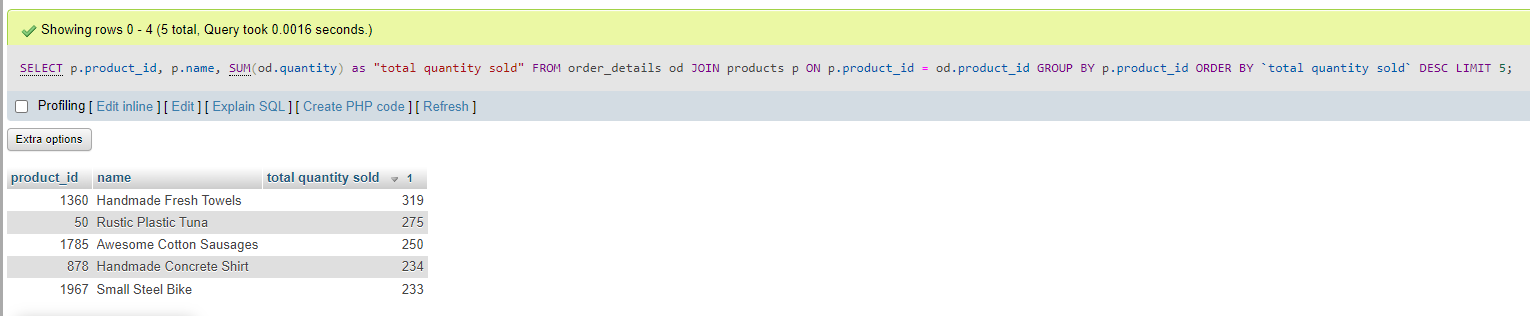 Showing rows 0 - 4 (5 total, Query took 0.0016 seconds.)
SELECT p.product_id, p.name, SUM(od.quantity) as "total quantity sold" FROM order_details od JOIN products p ON p.product_id = od.product_id GROUP BY p.product_id ORDER BY `total quantity sold` DESC LIMIT 5;
Profiling [ Edit inline ] [ Edit ] [ Explain SQL ] [ Create PHP code ] [ Refresh ]
Extra options
product_id name total quantity sold 1
1360 Handmade Fresh Towels 319
50 Rustic Plastic Tuna 275
1785 Awesome Cotton Sausages 250
878 Handmade Concrete Shirt 234
1967 Small Steel Bike 233